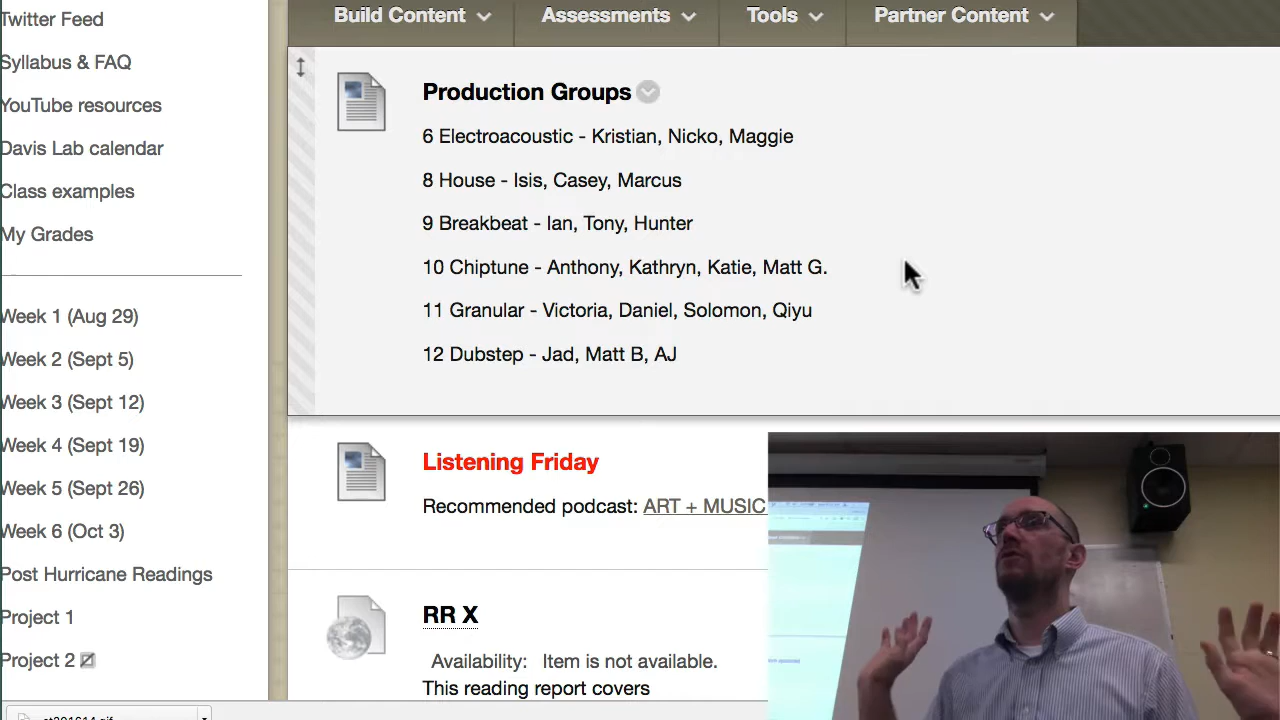 Twitter Feed
Syllabus & FAQ
YouTube resources
Davis Lab calendar
Class examples
My Grades
Week 1 (Aug 29)
Week 2 (Sept 5)
Week 3 (Sept 12)
Week 4 (Sept 19)
Week 5 (Sept 26)
Week 6 (Oct 3)
Post Hurricane Readings
Project 1
Project 2
Build Content Assessments Tools Partner Content
Production Groups
6 Electroacoustic - Kristian, Nicko, Maggie
8 House - Isis, Casey, Marcus
9 Breakbeat - Ian, Tony, Hunter
10 Chiptune - Anthony, Kathryn, Katie, Matt G.
11 Granular - Victoria, Daniel, Solomon, Qiyu
12 Dubstep - Jad, Matt B, AJ
Listening Friday
Recommended podcast: ART + MUSIC
RR X
Availability: Item is not available.
This reading report covers